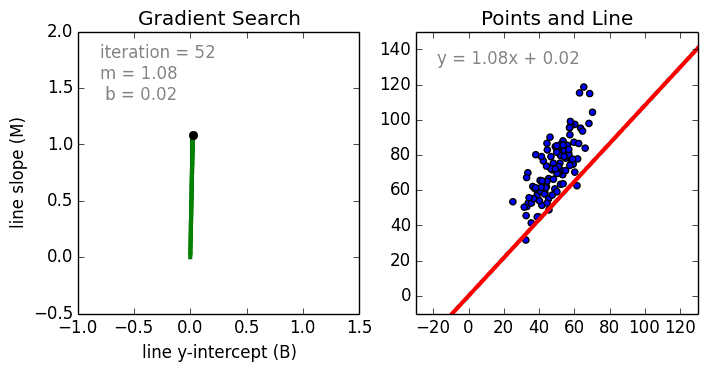 Gradient Search
2.0
1.5
1.0
0.5
0.0
−0.5
line slope (M)
iteration = 52
m = 1.08
b = 0.02
−1.0 −0.5 0.0 0.5 1.0 1.5
line y-intercept (B)
Points and Line
140
120
100
80
60
40
20
0
y = 1.08x + 0.02
−20 0 20 40 60 80 100 120